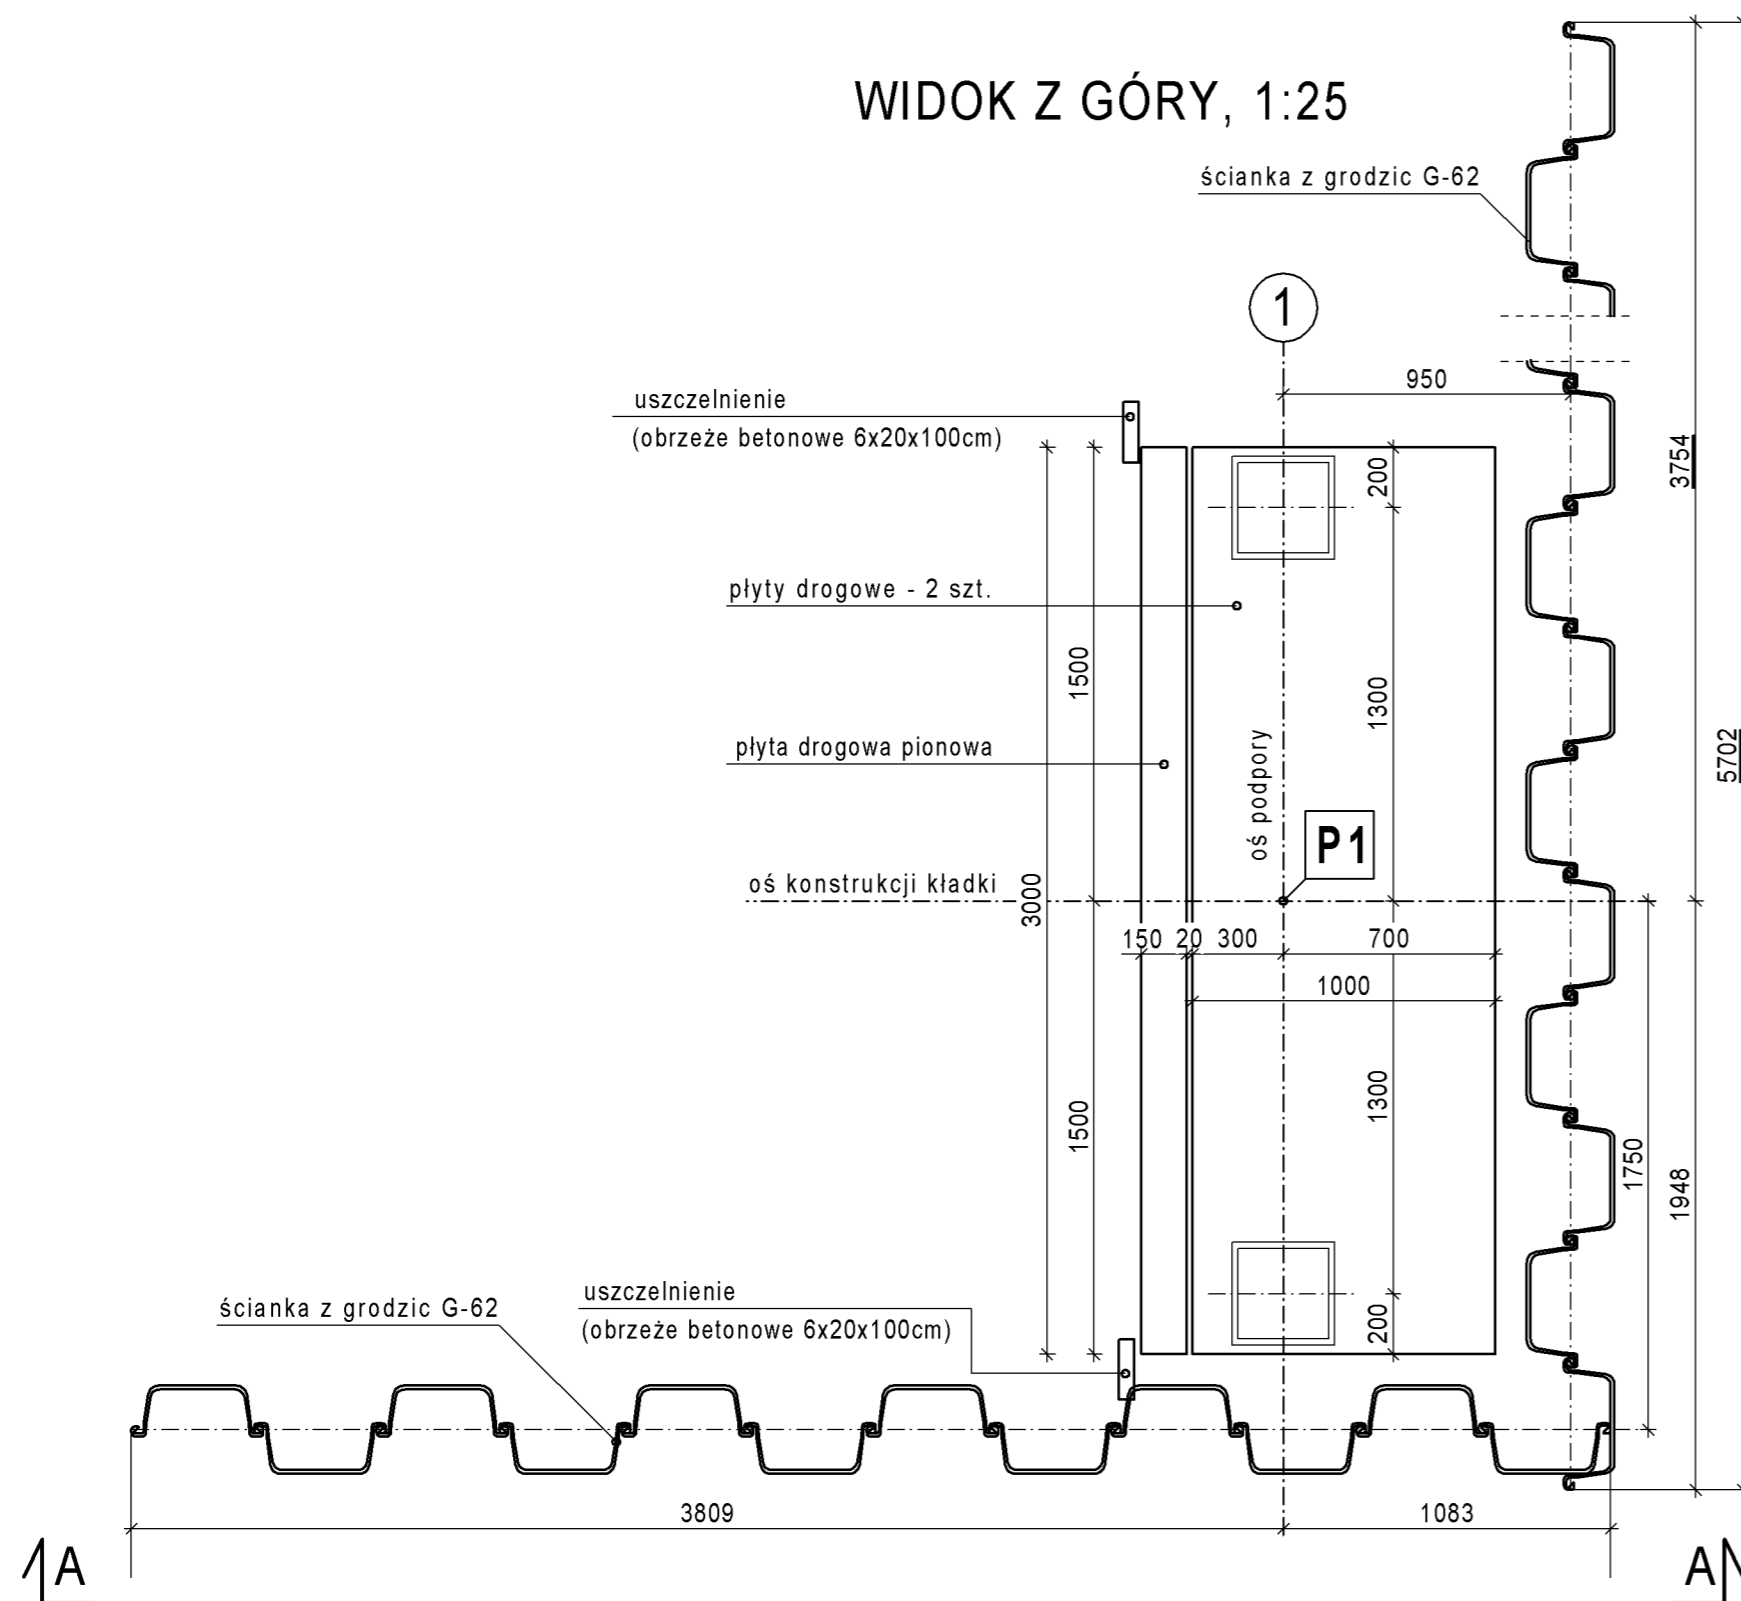 WIDOK Z GÓRY, 1:25
ścianka z grodzic G-62
1
950
uszczelnienie
(obrzeże betonowe 6x20x100cm)
3754
200
płyty drogowe - 2 szt.
1500
1300
oś podpory
5702
płyta drogowa pionowa
P1
oś konstrukcji kładki
3000
150 20 300 700
1000
1300
1500
1750
1948
200
uszczelnienie
(obrzeże betonowe 6x20x100cm)
ścianka z grodzic G-62
3809
1083
A
A